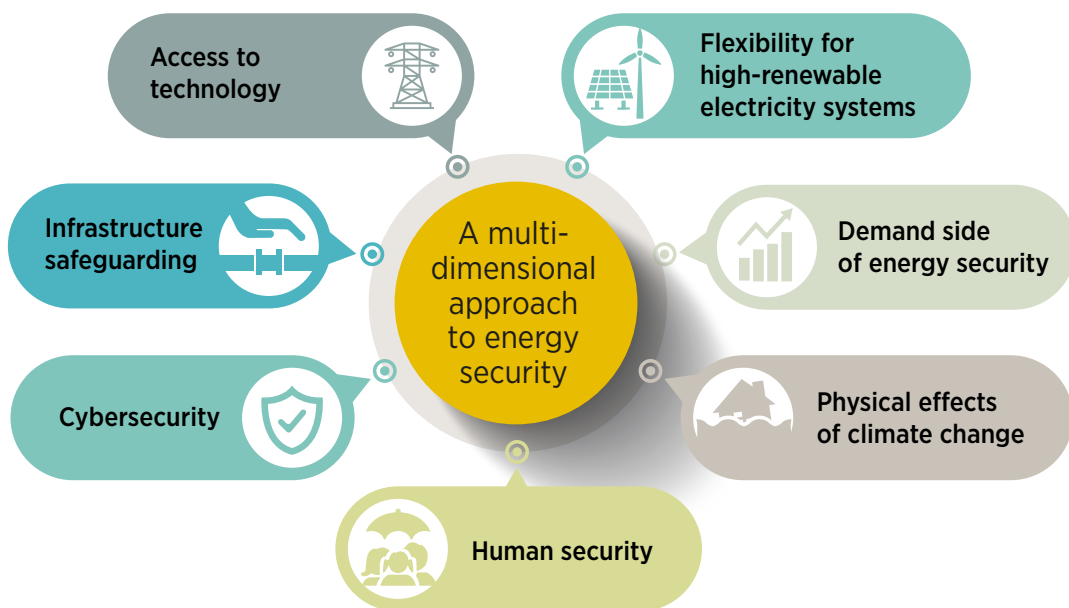 Access to
technology
Flexibility for
high-renewable
electricity systems
Infrastructure
safeguarding
A multi-
dimensional
approach
to energy
security
Demand side
of energy security
Cybersecurity
Physical effects
of climate change
Human security